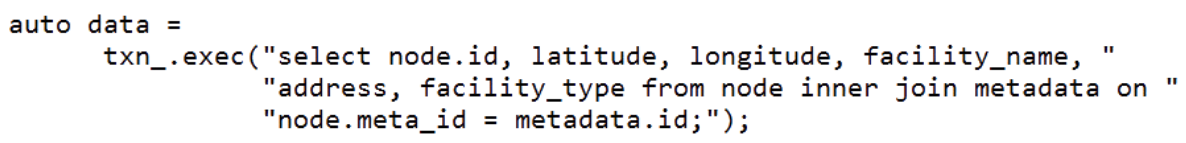 auto data =
txn_.exec("select node.id, latitude, longitude, facility_name, "
"address, facility_type from node inner join metadata on "
"node.meta_id = metadata.id;");